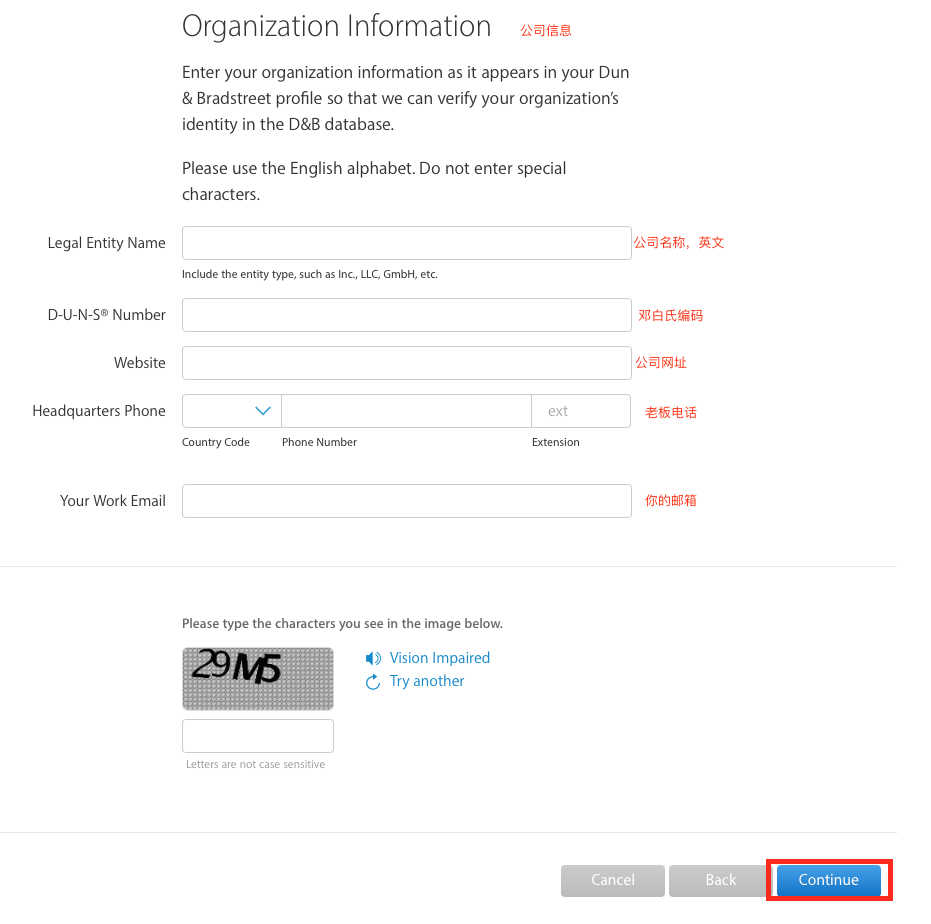 Organization Information 公司信息
Enter your organization information as it appears in your Dun
& Bradstreet profile so that we can verify your organization's
identity in the D&B database.
Please use the English alphabet. Do not enter special
characters.
Legal Entity Name 公司名称，英文
Include the entity type, such as Inc., LLC, GmbH, etc.
D-U-N-S® Number 邓白氏编码
Website 公司网址
Headquarters Phone ext 老板电话
Country Code Phone Number Extension
Your Work Email 你的邮箱
Please type the characters you see in the image below.
29M5
Vision Impaired
Try another
Letters are not case sensitive
Cancel Back Continue